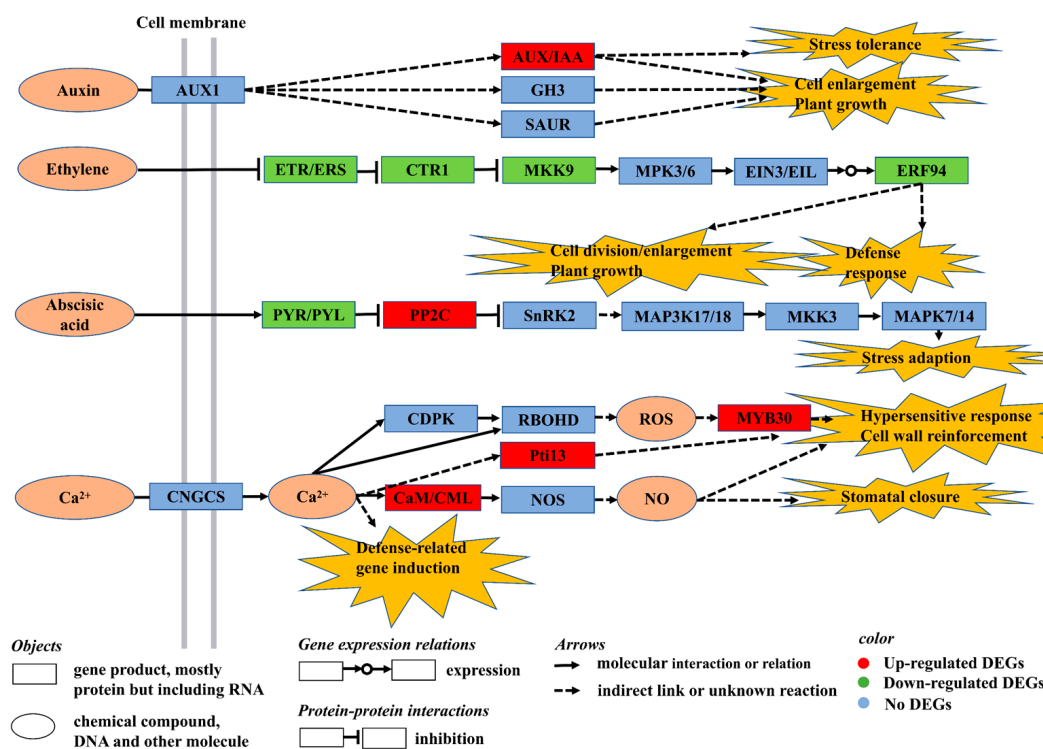 Cell membrane
Auxin
AUX1
AUX/IAA
GH3
SAUR
Stress tolerance
Cell enlargement
Plant growth
Ethylene
ETR/ERS
CTR1
MKK9
MPK3/6
EIN3/EIL
ERF94
Cell division/enlargement
Plant growth
Defense
response
Abscisic
acid
PYR/PYL
PP2C
SnRK2
MAP3K17/18
MKK3
MAPK7/14
Stress adaption
CDPK
RBOHD
ROS
MYB30
Hypersensitive response
Cell wall reinforcement
Pti13
Ca²⁺
CNGCS
Ca²⁺
CaM/CML
NOS
NO
Stomatal closure
Defense-related
gene induction
Objects
gene product, mostly
protein but including RNA
chemical compound,
DNA and other molecule
Gene expression relations
expression
Protein-protein interactions
inhibition
Arrows
molecular interaction or relation
indirect link or unknown reaction
color
Up-regulated DEGs
Down-regulated DEGs
No DEGs